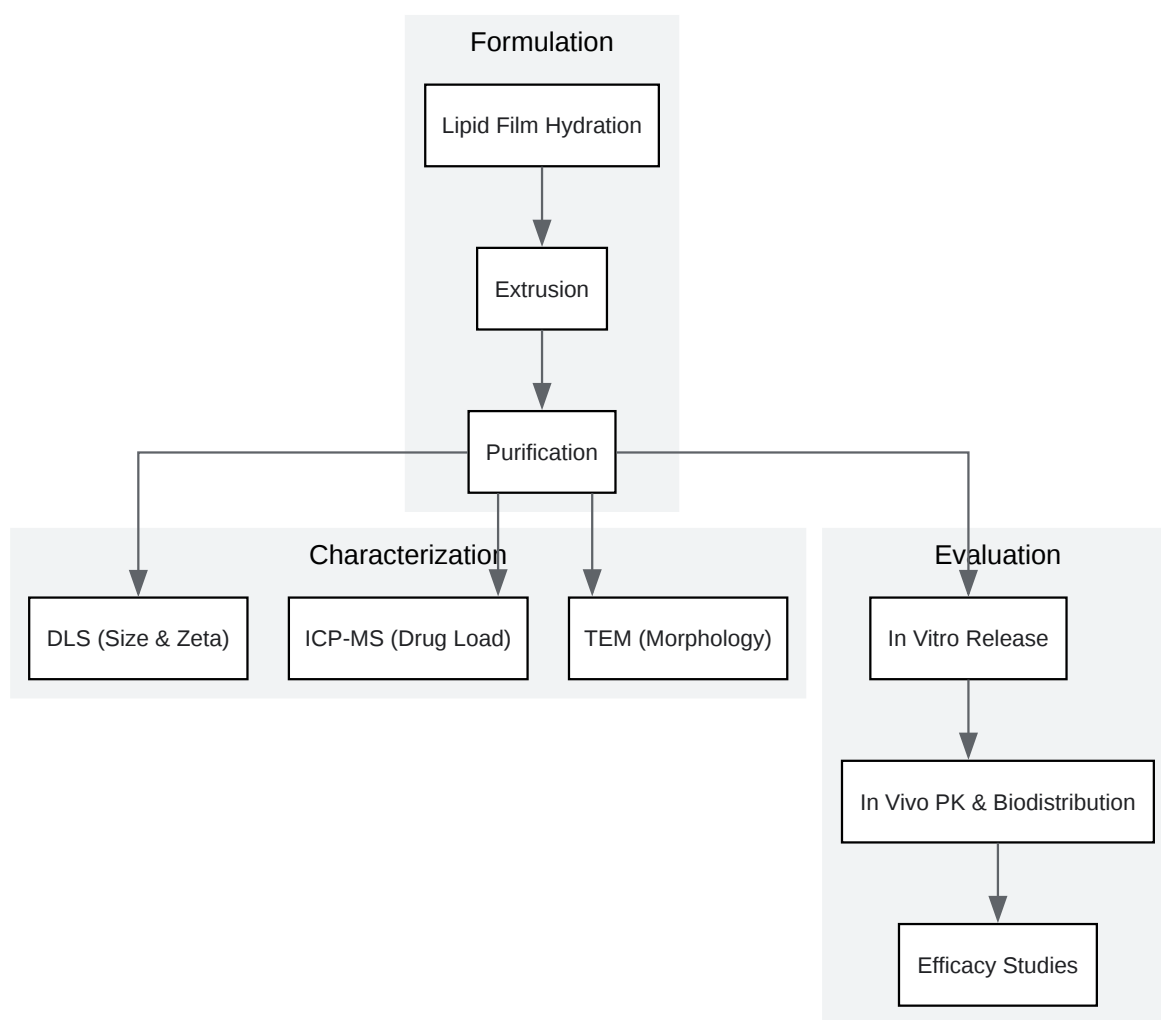 Formulation
Lipid Film Hydration
Extrusion
Purification
Characterization
DLS (Size & Zeta)
ICP-MS (Drug Load)
TEM (Morphology)
Evaluation
In Vitro Release
In Vivo PK & Biodistribution
Efficacy Studies